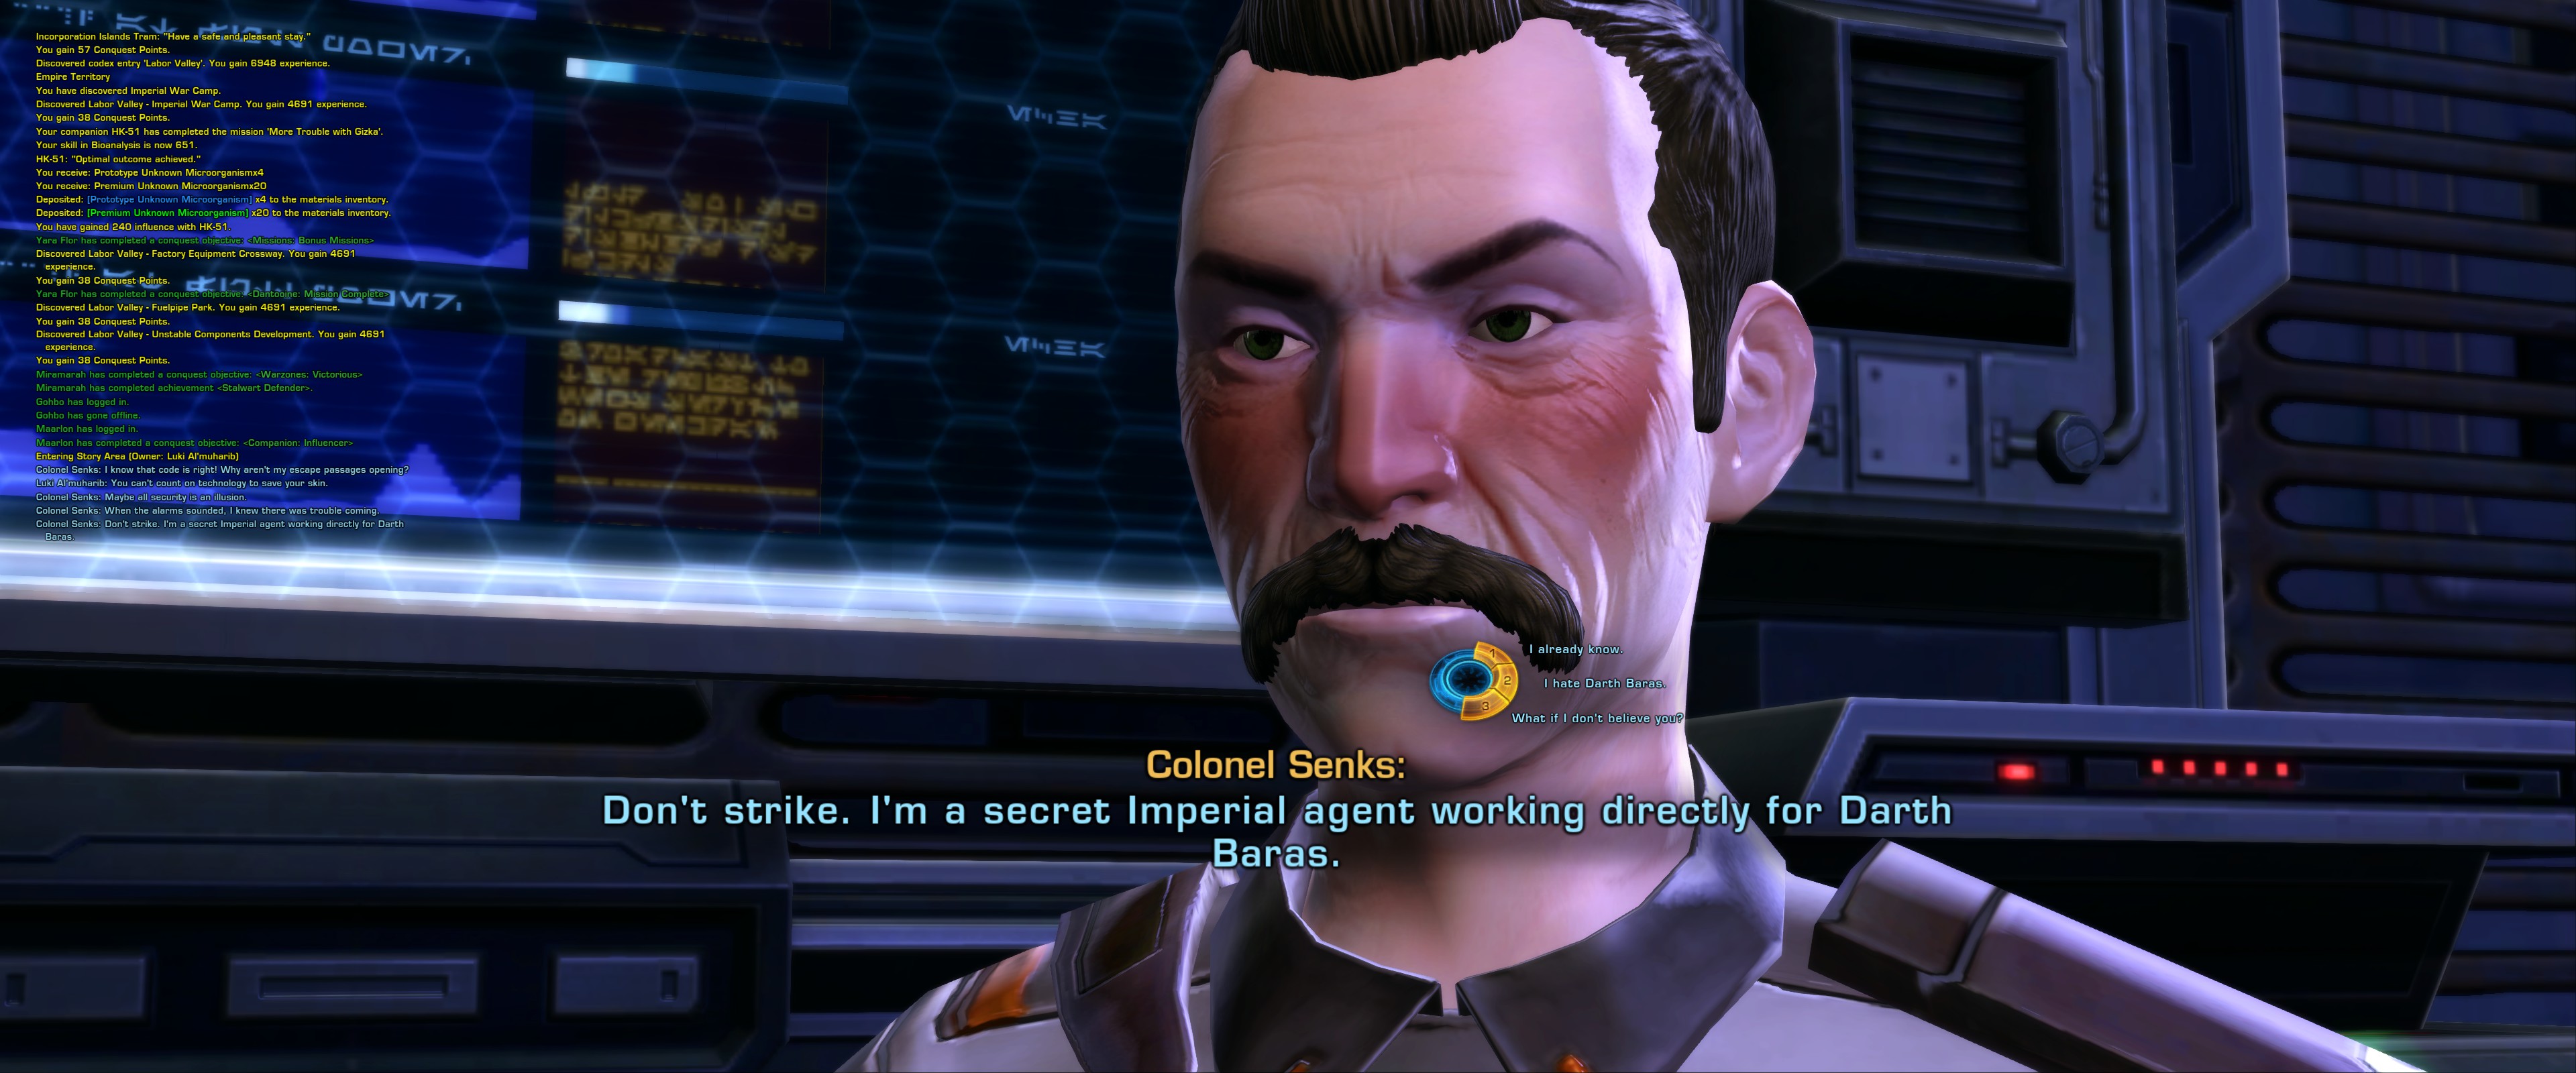 Incorporation Islands Tram: "Have a safe and pleasant stay."
You gain 57 Conquest Points.
Discovered codex entry 'Labor Valley'. You gain 6948 experience.
Empire Territory
You have discovered Imperial War Camp.
Discovered Labor Valley - Imperial War Camp. You gain 4691 experience.
You gain 38 Conquest Points.
Your companion HK-51 has completed the mission 'More Trouble with Gizka'.
Your skill in Bioanalysis is now 651.
HK-51: "Optimal outcome achieved."
You receive: Prototype Unknown Microorganismx4
You receive: Premium Unknown Microorganismx20
Deposited: [Prototype Unknown Microorganism] x4 to the materials inventory.
Deposited: [Premium Unknown Microorganism] x20 to the materials inventory.
You have gained 240 influence with HK-51.
Yara Flor has completed a conquest objective: <Missions: Bonus Missions>
Discovered Labor Valley - Factory Equipment Crossway. You gain 4691
experience.
You gain 38 Conquest Points.
Yara Flor has completed a conquest objective: <Dantooine: Mission Complete>
Discovered Labor Valley - Fuelpipe Park. You gain 4691 experience.
You gain 38 Conquest Points.
Discovered Labor Valley - Unstable Components Development. You gain 4691
experience.
You gain 38 Conquest Points.
Miramarah has completed a conquest objective: <Warzones: Victorious>
Miramarah has completed achievement <Stalwart Defender>.
Gohbo has logged in.
Gohbo has gone offline.
Maarlon has logged in.
Maarlon has completed a conquest objective: <Companion: Influencer>
Entering Story Area (Owner: Luki Al'muharib)
Colonel Senks: I know that code is right! Why aren't my escape passages opening?
Luki Al'muharib: You can't count on technology to save your skin.
Colonel Senks: Maybe all security is an illusion.
Colonel Senks: When the alarms sounded, I knew there was trouble coming.
Colonel Senks: Don't strike. I'm a secret Imperial agent working directly for Darth
Baras.
1 I already know.
2 I hate Darth Baras.
3 What if I don't believe you?
Colonel Senks:
Don't strike. I'm a secret Imperial agent working directly for Darth
Baras.